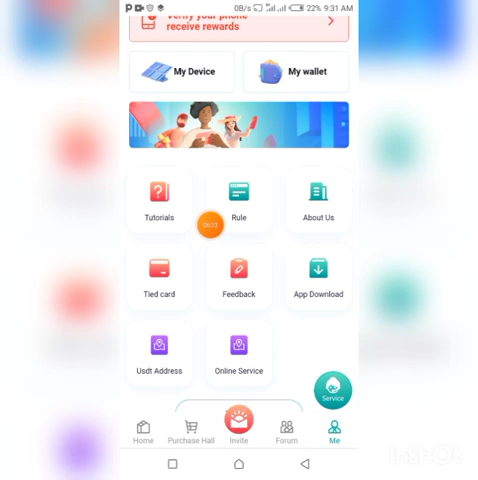 0B/s 22% 9:31 AM
Verify your phone
receive rewards
My Device
My wallet
Tutorials
Rule
About Us
Tied card
Feedback
App Download
Usdt Address
Online Service
Service
Home
Purchase Hall
Invite
Forum
Me
InShOt